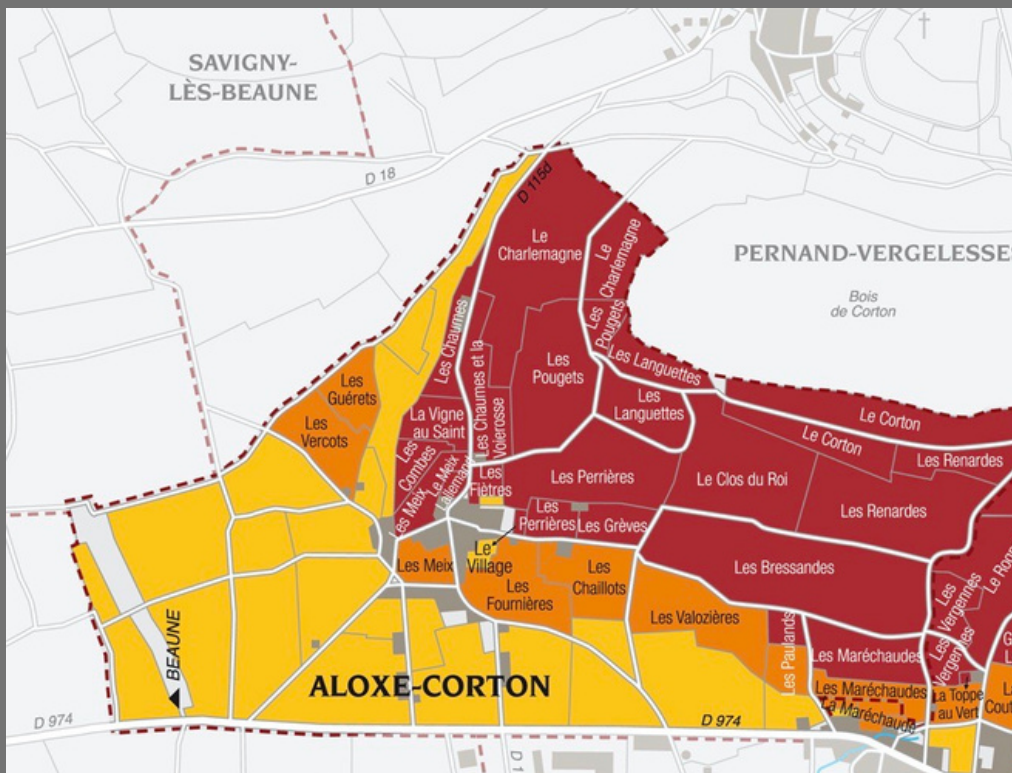 SAVIGNY-
LÈS-BEAUNE
D 18
D 115d
PERNAND-VERGELESSES
Bois
de Corton
Le
Charlemagne
Le Charlemagne
Les
Pougets
Les
Pougets
Les Chaumes
Les Chaumes et la
Voierosse
Les Languettes
Les
Languettes
Le Corton
Le Corton
Les Renardes
Les
Guérets
Les
Vercots
La Vigne
au Saint
Les
Combes
Le Meix
Lallemand
Les Meix
Les
Fiètres
Les Perrières
Le Clos du Roi
Les Renardes
Les
Perrières
Les Grèves
Les Meix
Le
Village
Les
Fournières
Les
Chaillots
Les Bressandes
Les Valozières
Les Paulands
Les Maréchaudes
Les Maréchaudes
La Maréchaude
Les
Vergennes
Les
Vergennes
La Toppe
au Vert
BEAUNE
ALOXE-CORTON
D 974
D 974